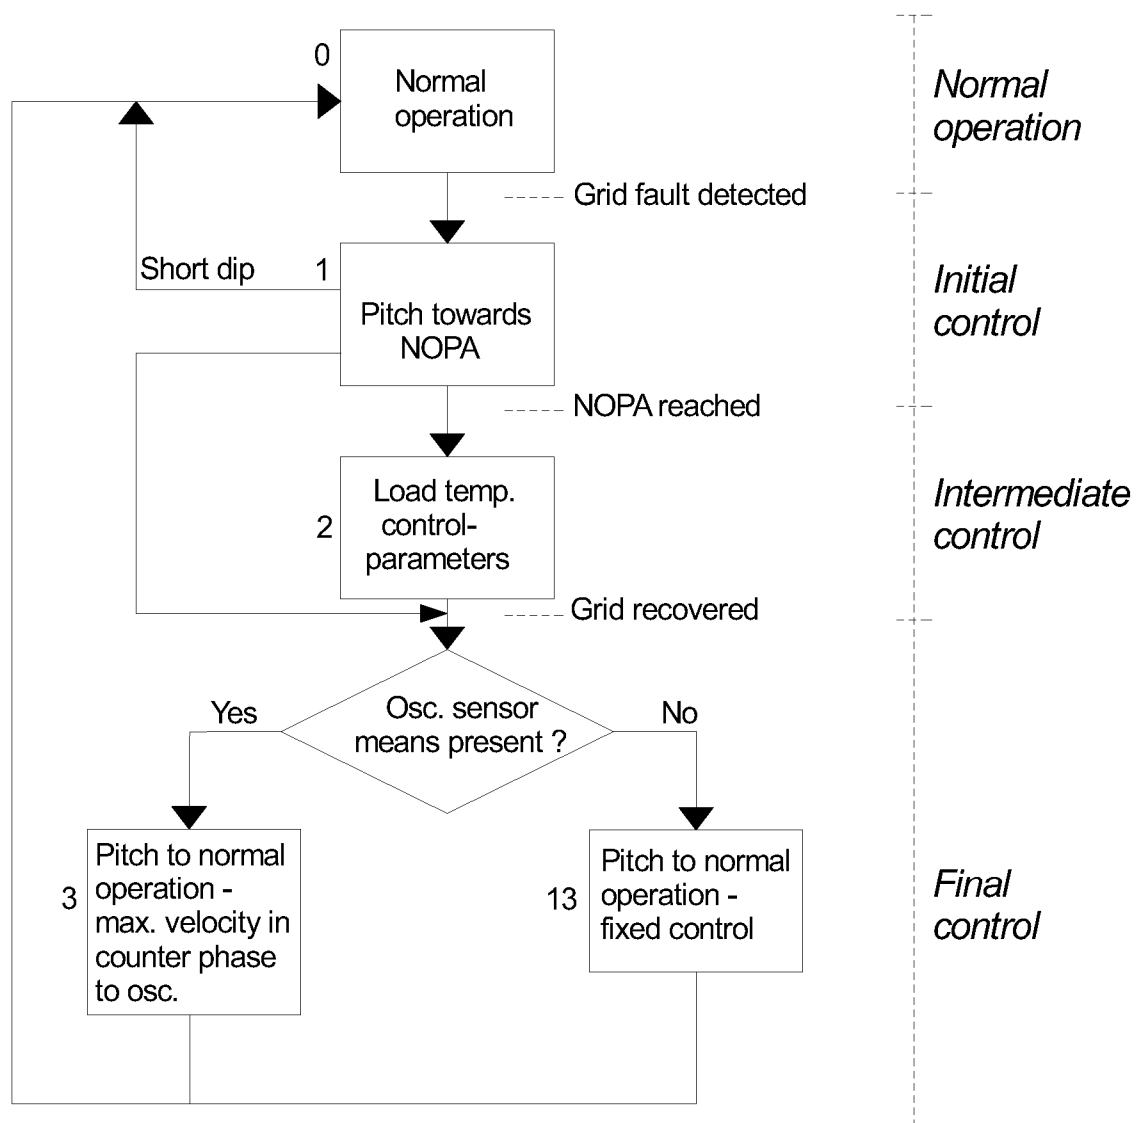 0
Normal
operation
Normal
operation
Grid fault detected
Short dip
1
Pitch towards
NOPA
Initial
control
NOPA reached
2
Load temp.
control-
parameters
Intermediate
control
Grid recovered
Osc. sensor
means present ?
Yes
No
3
Pitch to normal
operation -
max. velocity in
counter phase
to osc.
13
Pitch to normal
operation -
fixed control
Final
control